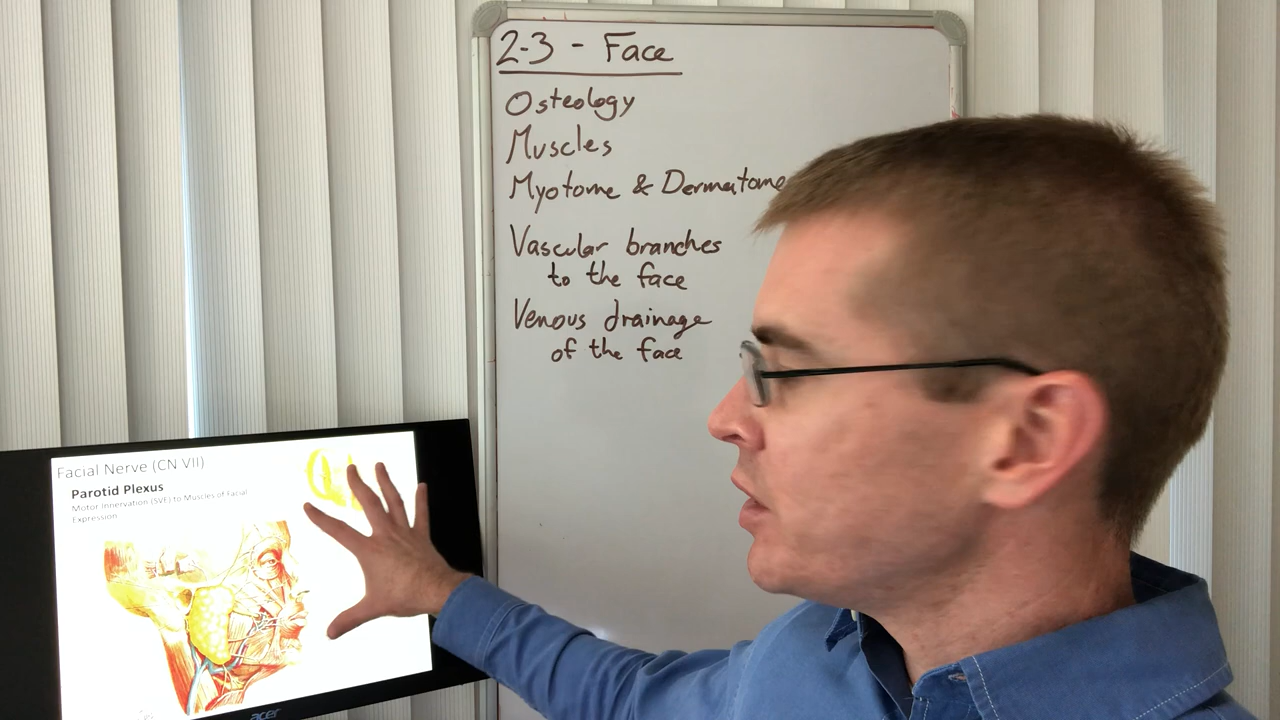 2-3 - Face
Osteology
Muscles
Myotome & Dermatome
Vascular branches
to the face
Venous drainage
of the face
Facial Nerve (CN VII)
Parotid Plexus
Motor Innervation (SVE) to Muscles of Facial
Expression
acer